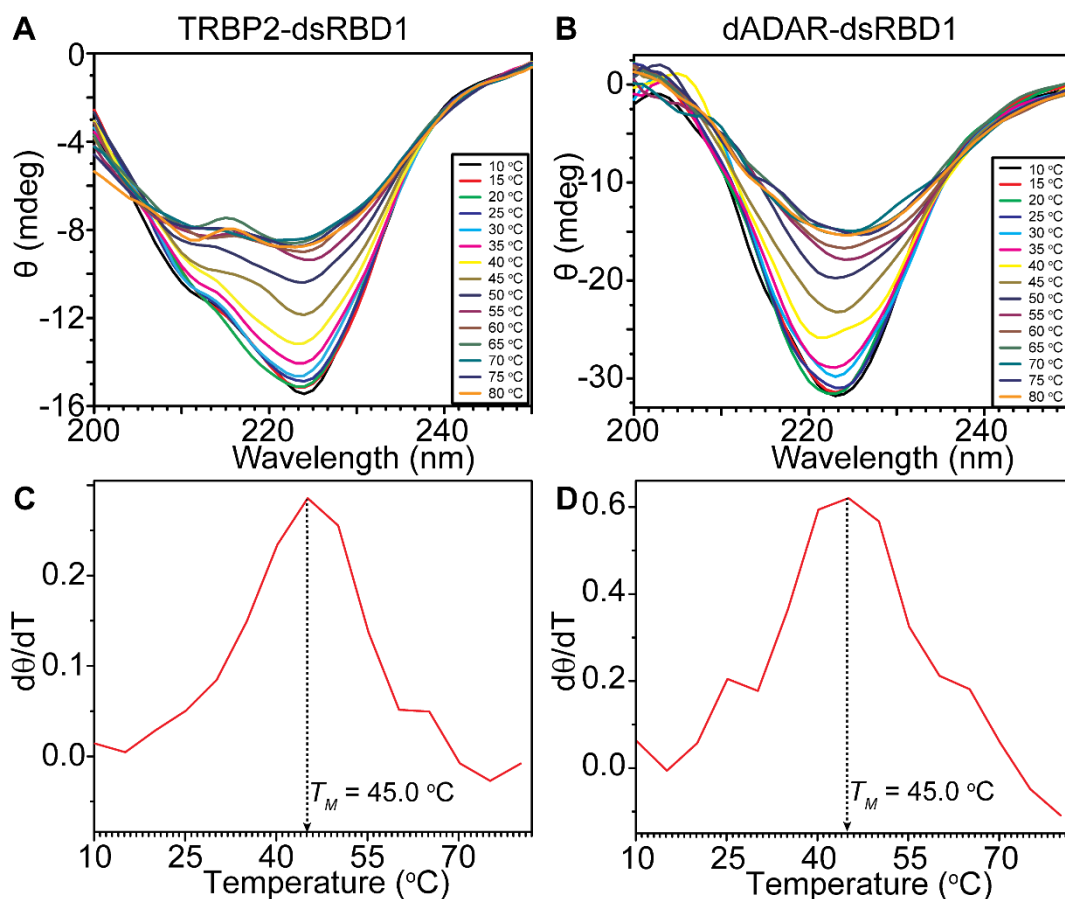 A TRBP2-dsRBD1
0
-4
-8
-12
-16
θ (mdeg)
10 °C
15 °C
20 °C
25 °C
30 °C
35 °C
40 °C
45 °C
50 °C
55 °C
60 °C
65 °C
70 °C
75 °C
80 °C
200 220 240
Wavelength (nm)
B dADAR-dsRBD1
0
-10
-20
-30
θ (mdeg)
10 °C
15 °C
20 °C
25 °C
30 °C
35 °C
40 °C
45 °C
50 °C
55 °C
60 °C
65 °C
70 °C
75 °C
80 °C
200 220 240
Wavelength (nm)
C
0.2
0.1
0.0
dθ/dT
TM = 45.0 °C
10 25 40 55 70
Temperature (°C)
D
0.6
0.4
0.2
0.0
dθ/dT
TM = 45.0 °C
10 25 40 55 70
Temperature (°C)